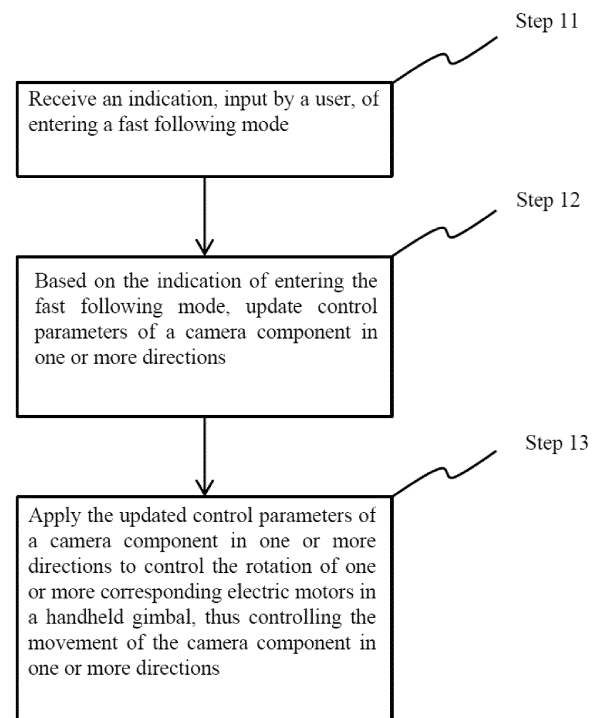 Step 11
Receive an indication, input by a user, of
entering a fast following mode
Step 12
Based on the indication of entering the
fast following mode, update control
parameters of a camera component in
one or more directions
Step 13
Apply the updated control parameters of
a camera component in one or more
directions to control the rotation of one
or more corresponding electric motors in
a handheld gimbal, thus controlling the
movement of the camera component in
one or more directions